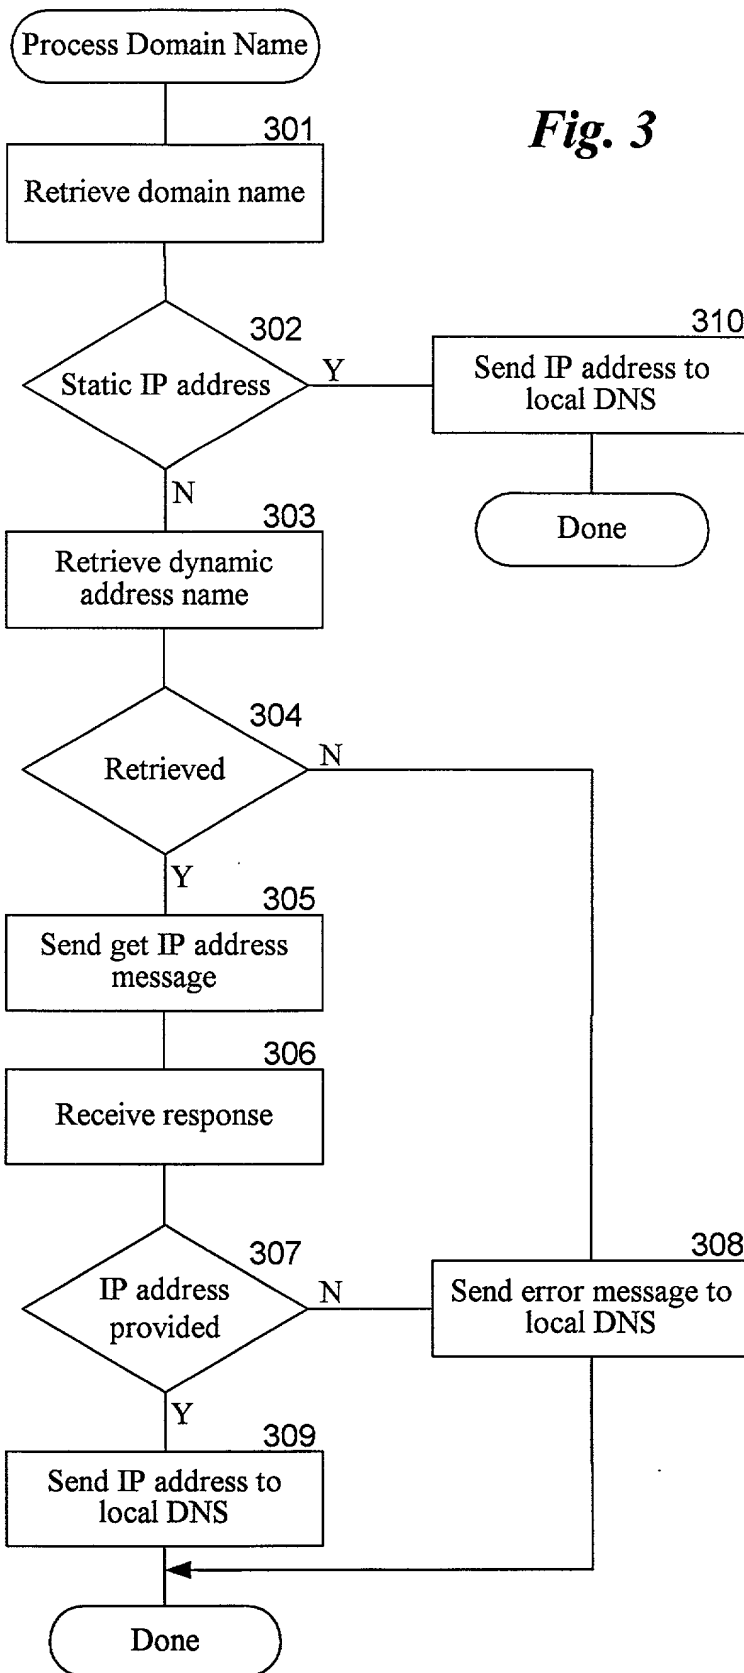 Process Domain Name
Fig. 3
301
Retrieve domain name
302
Static IP address
Y
310
Send IP address to
local DNS
N
Done
303
Retrieve dynamic
address name
304
Retrieved
N
Y
305
Send get IP address
message
306
Receive response
307
IP address
provided
N
308
Send error message to
local DNS
Y
309
Send IP address to
local DNS
Done